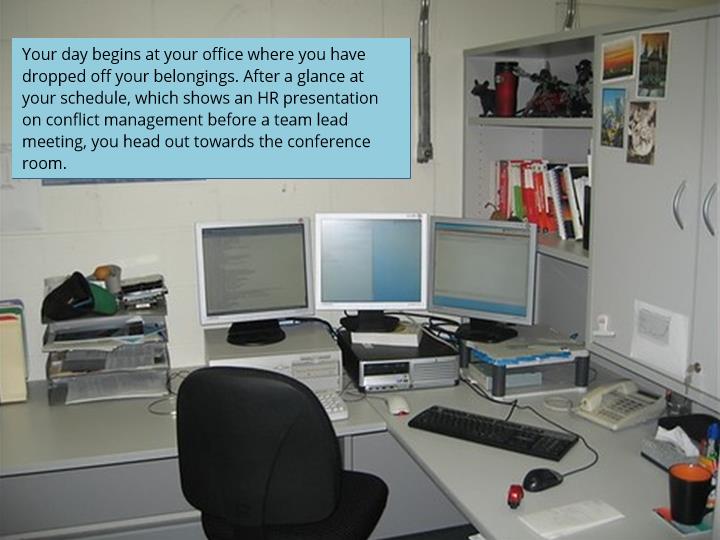 Your day begins at your office where you have
dropped off your belongings. After a glance at
your schedule, which shows an HR presentation
on conflict management before a team lead
meeting, you head out towards the conference
room.